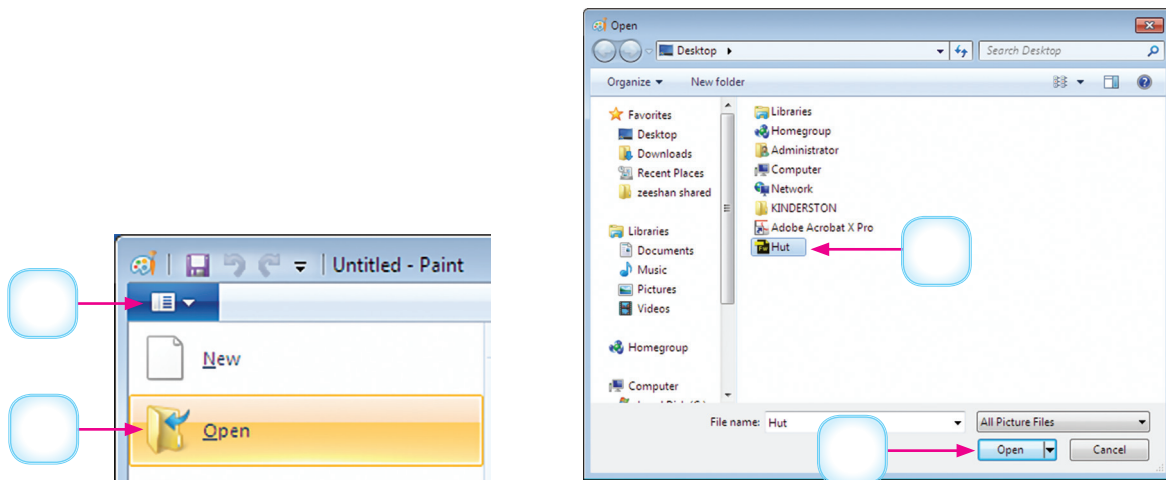 Untitled - Paint
New
Open
Open
Desktop
Search Desktop
Organize
New folder
Favorites
Desktop
Downloads
Recent Places
zeeshan shared
Libraries
Documents
Music
Pictures
Videos
Homegroup
Computer
Libraries
Homegroup
Administrator
Computer
Network
KINDERSTON
Adobe Acrobat X Pro
Hut
File name: Hut
All Picture Files
Open
Cancel